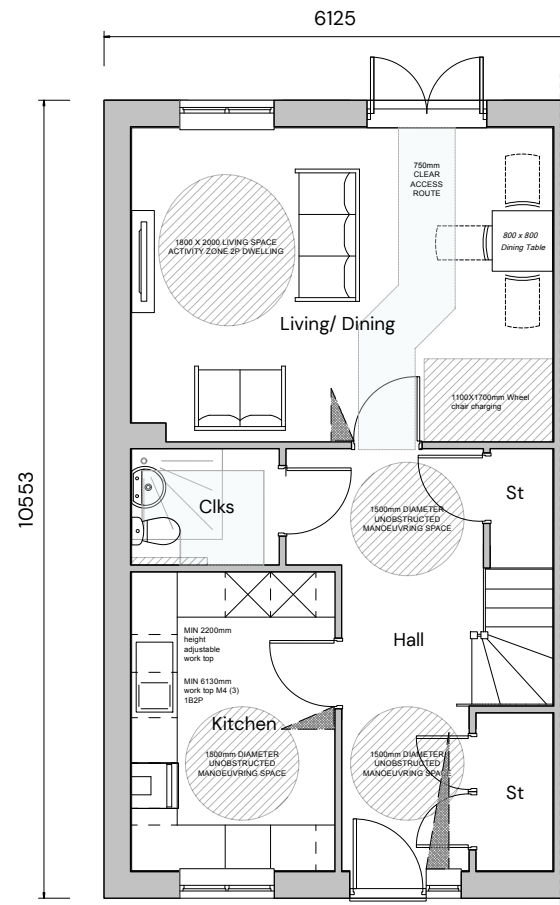 6125
10553
750mm
CLEAR
ACCESS
ROUTE
1800 X 2000 LIVING SPACE
ACTIVITY ZONE 2P DWELLING
800 x 800
Dining Table
Living/ Dining
1100X1700mm Wheel
chair charging
Clks
1500mm DIAMETER
UNOBSTRUCTED
MANOEUVRING SPACE
St
MIN 2200mm
height
adjustable
work top
MIN 6130mm
work top M4 (3)
1B2P
Hall
Kitchen
1500mm DIAMETER
UNOBSTRUCTED
MANOEUVRING SPACE
1500mm DIAMETER
UNOBSTRUCTED
MANOEUVRING SPACE
St